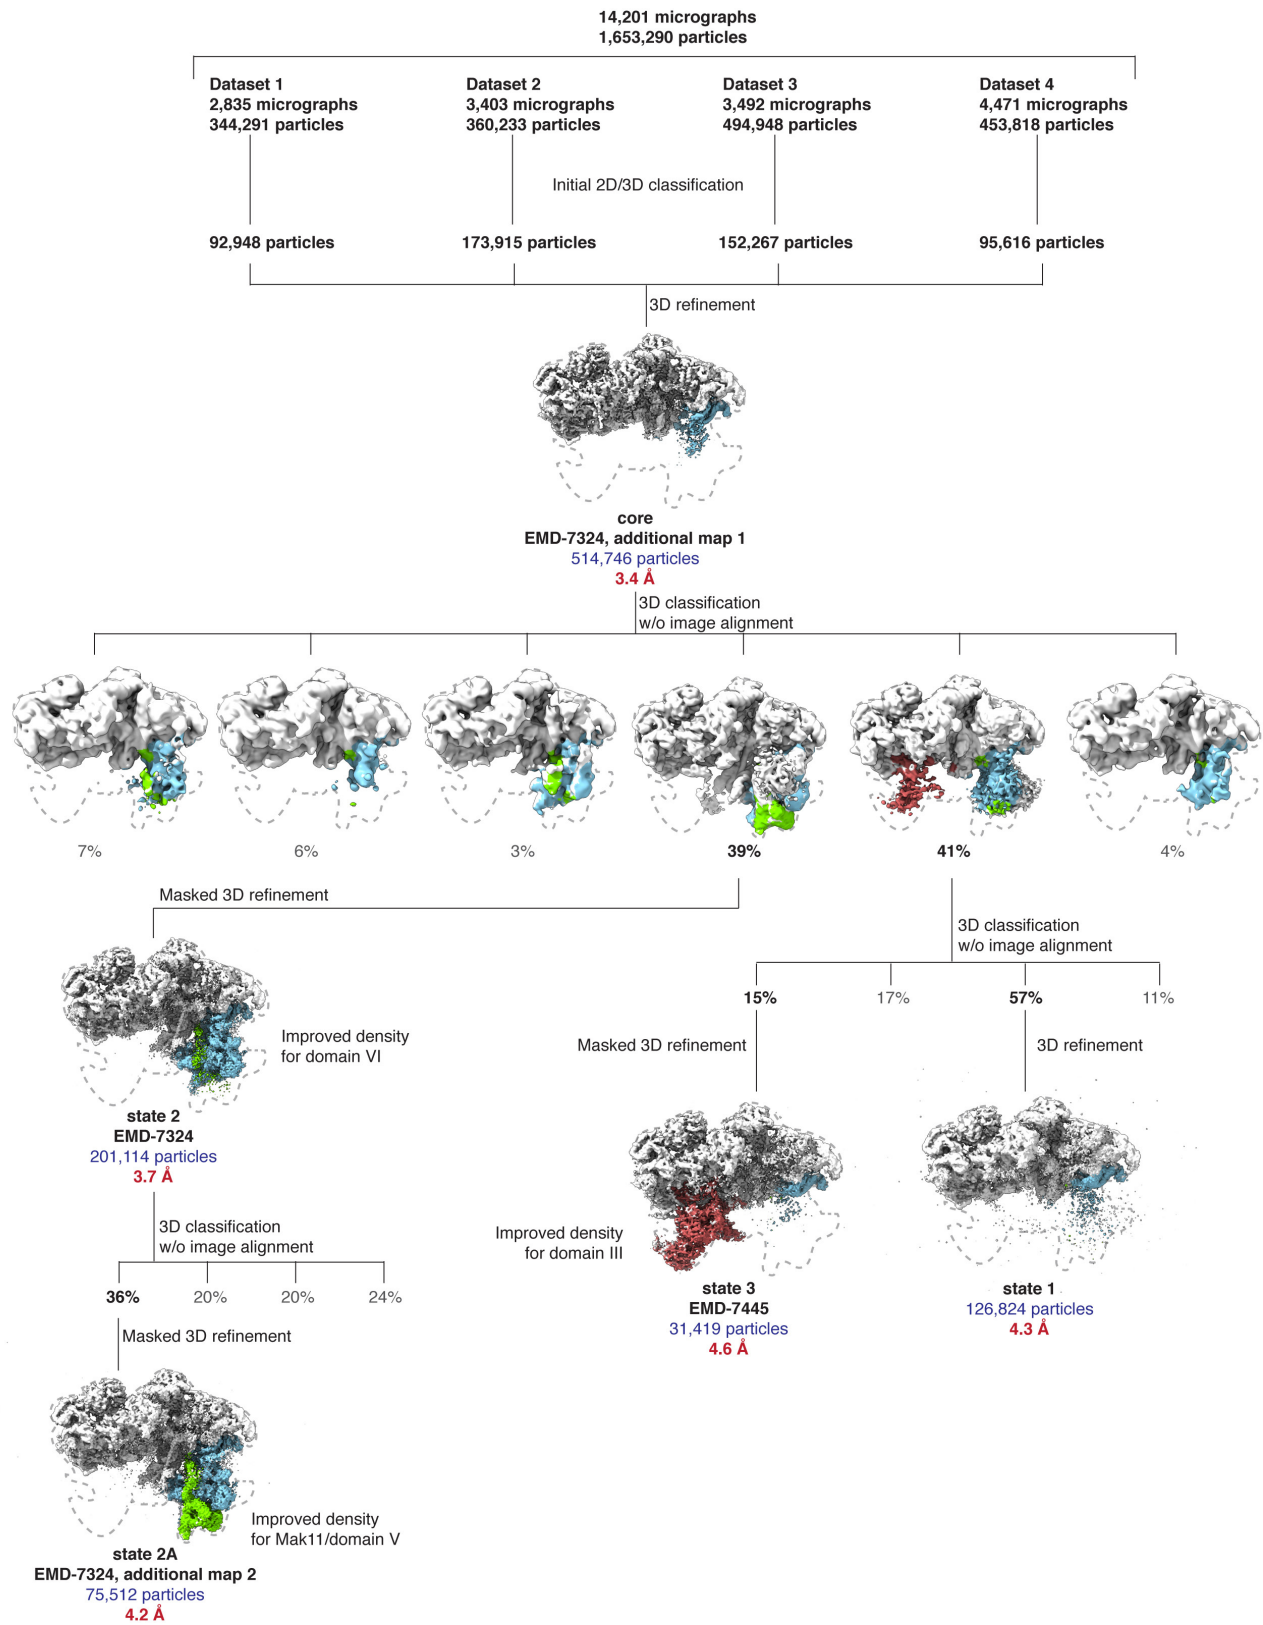 14,201 micrographs
1,653,290 particles
Dataset 1
2,835 micrographs
344,291 particles
Dataset 2
3,403 micrographs
360,233 particles
Dataset 3
3,492 micrographs
494,948 particles
Dataset 4
4,471 micrographs
453,818 particles
Initial 2D/3D classification
92,948 particles
173,915 particles
152,267 particles
95,616 particles
3D refinement
core
EMD-7324, additional map 1
514,746 particles
3.4 Å
3D classification
w/o image alignment
7%
6%
3%
39%
41%
4%
Masked 3D refinement
Improved density
for domain VI
state 2
EMD-7324
201,114 particles
3.7 Å
3D classification
w/o image alignment
36%
20%
20%
24%
Masked 3D refinement
Improved density
for Mak11/domain V
state 2A
EMD-7324, additional map 2
75,512 particles
4.2 Å
3D classification
w/o image alignment
15%
17%
57%
11%
Masked 3D refinement
3D refinement
Improved density
for domain III
state 3
EMD-7445
31,419 particles
4.6 Å
state 1
126,824 particles
4.3 Å